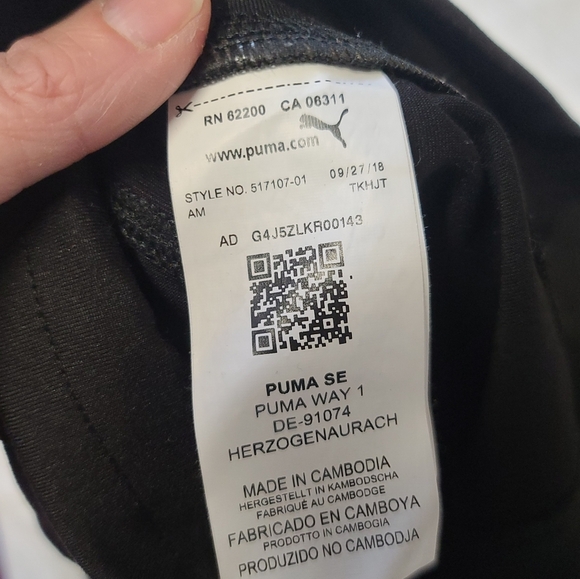 RN 62200 CA 06311
www.puma.com
STYLE NO. 517107-01 09/27/18
AM TKHJT
AD G4J5ZLKR00143
PUMA SE
PUMA WAY 1
DE-91074
HERZOGENAURACH
MADE IN CAMBODIA
HERGESTELLT IN KAMBODSCHA
FABRIQUÉ AU CAMBODGE
FABRICADO EN CAMBOYA
PRODOTTO IN CAMBOGIA
PRODUZIDO NO CAMBODJA